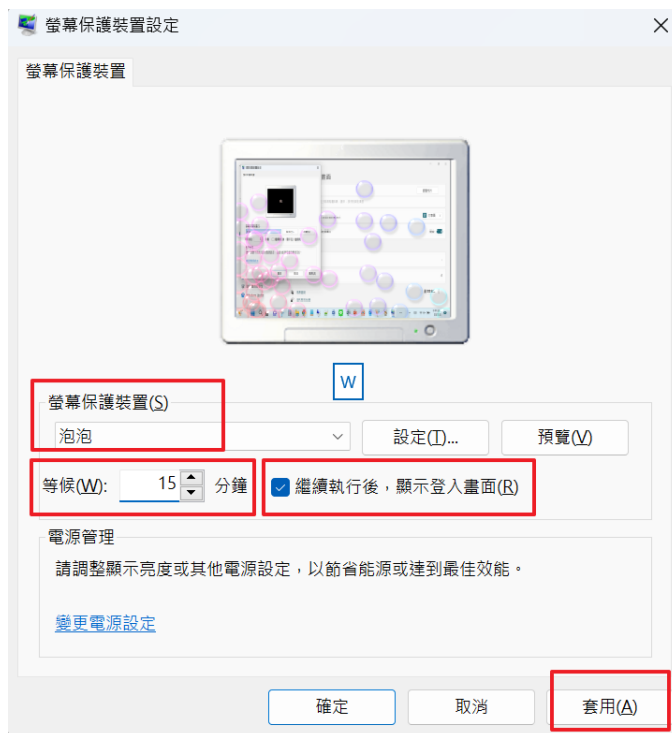 螢幕保護裝置設定
螢幕保護裝置
W
螢幕保護裝置(S)
泡泡
設定(T)...
預覽(V)
等候(W): 15 分鐘
繼續執行後，顯示登入畫面(R)
電源管理
請調整顯示亮度或其他電源設定，以節省能源或達到最佳效能。
變更電源設定
確定
取消
套用(A)